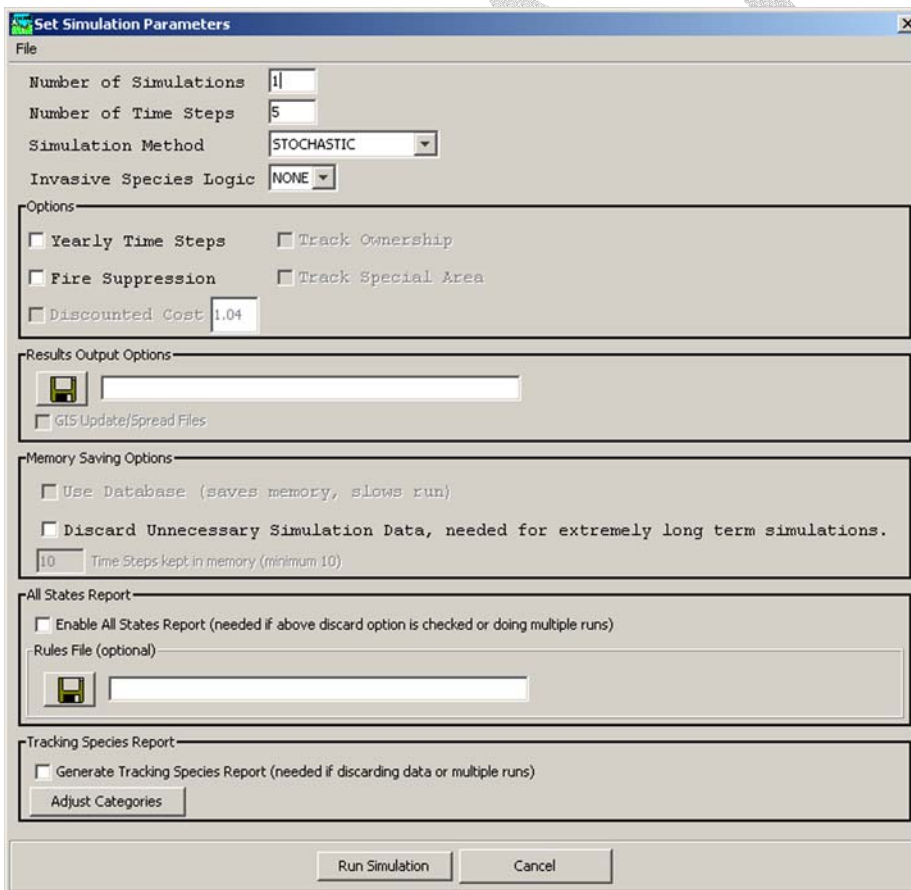 Set Simulation Parameters
File
Number of Simulations 1
Number of Time Steps 5
Simulation Method STOCHASTIC
Invasive Species Logic NONE
Options
Yearly Time Steps Track Ownership
Fire Suppression Track Special Area
Discounted Cost 1.04
Results Output Options
GIS Update/Spread Files
Memory Saving Options
Use Database (saves memory, slows run)
Discard Unnecessary Simulation Data, needed for extremely long term simulations.
10 Time Steps kept in memory (minimum 10)
All States Report
Enable All States Report (needed if above discard option is checked or doing multiple runs)
Rules File (optional)
Tracking Species Report
Generate Tracking Species Report (needed if discarding data or multiple runs)
Adjust Categories
Run Simulation Cancel